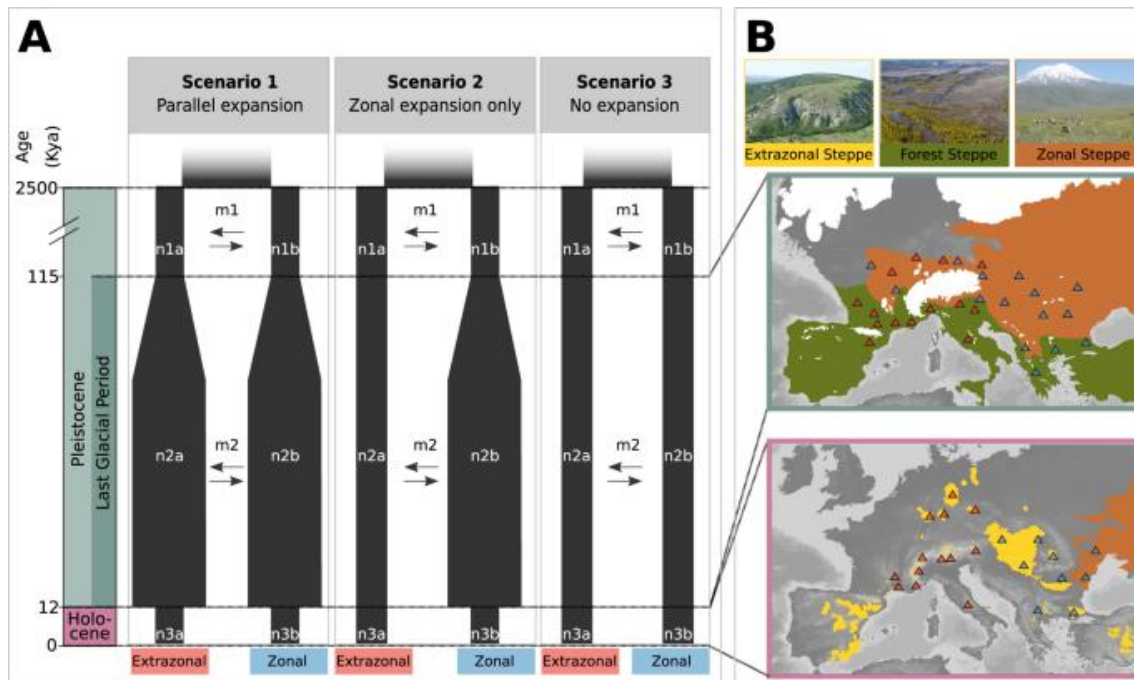 A
Scenario 1
Parallel expansion
Scenario 2
Zonal expansion only
Scenario 3
No expansion
Age
(Kya)
2500
115
12
0
Pleistocene
Last Glacial Period
Holo-
cene
m1
n1a
n1b
m2
n2a
n2b
n3a
n3b
Extrazonal
Zonal
m1
n1a
n1b
m2
n2a
n2b
n3a
n3b
Extrazonal
Zonal
m1
n1a
n1b
m2
n2a
n2b
n3a
n3b
Extrazonal
Zonal
B
Extrazonal Steppe
Forest Steppe
Zonal Steppe